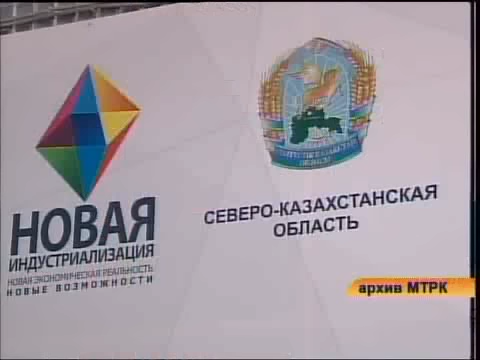 НОВАЯ
ИНДУСТРИАЛИЗАЦИЯ
НОВАЯ ЭКОНОМИЧЕСКАЯ РЕАЛЬНОСТЬ
НОВЫЕ ВОЗМОЖНОСТИ
СЕВЕРО-КАЗАХСТАНСКАЯ
ОБЛАСТЬ
архив МТРК